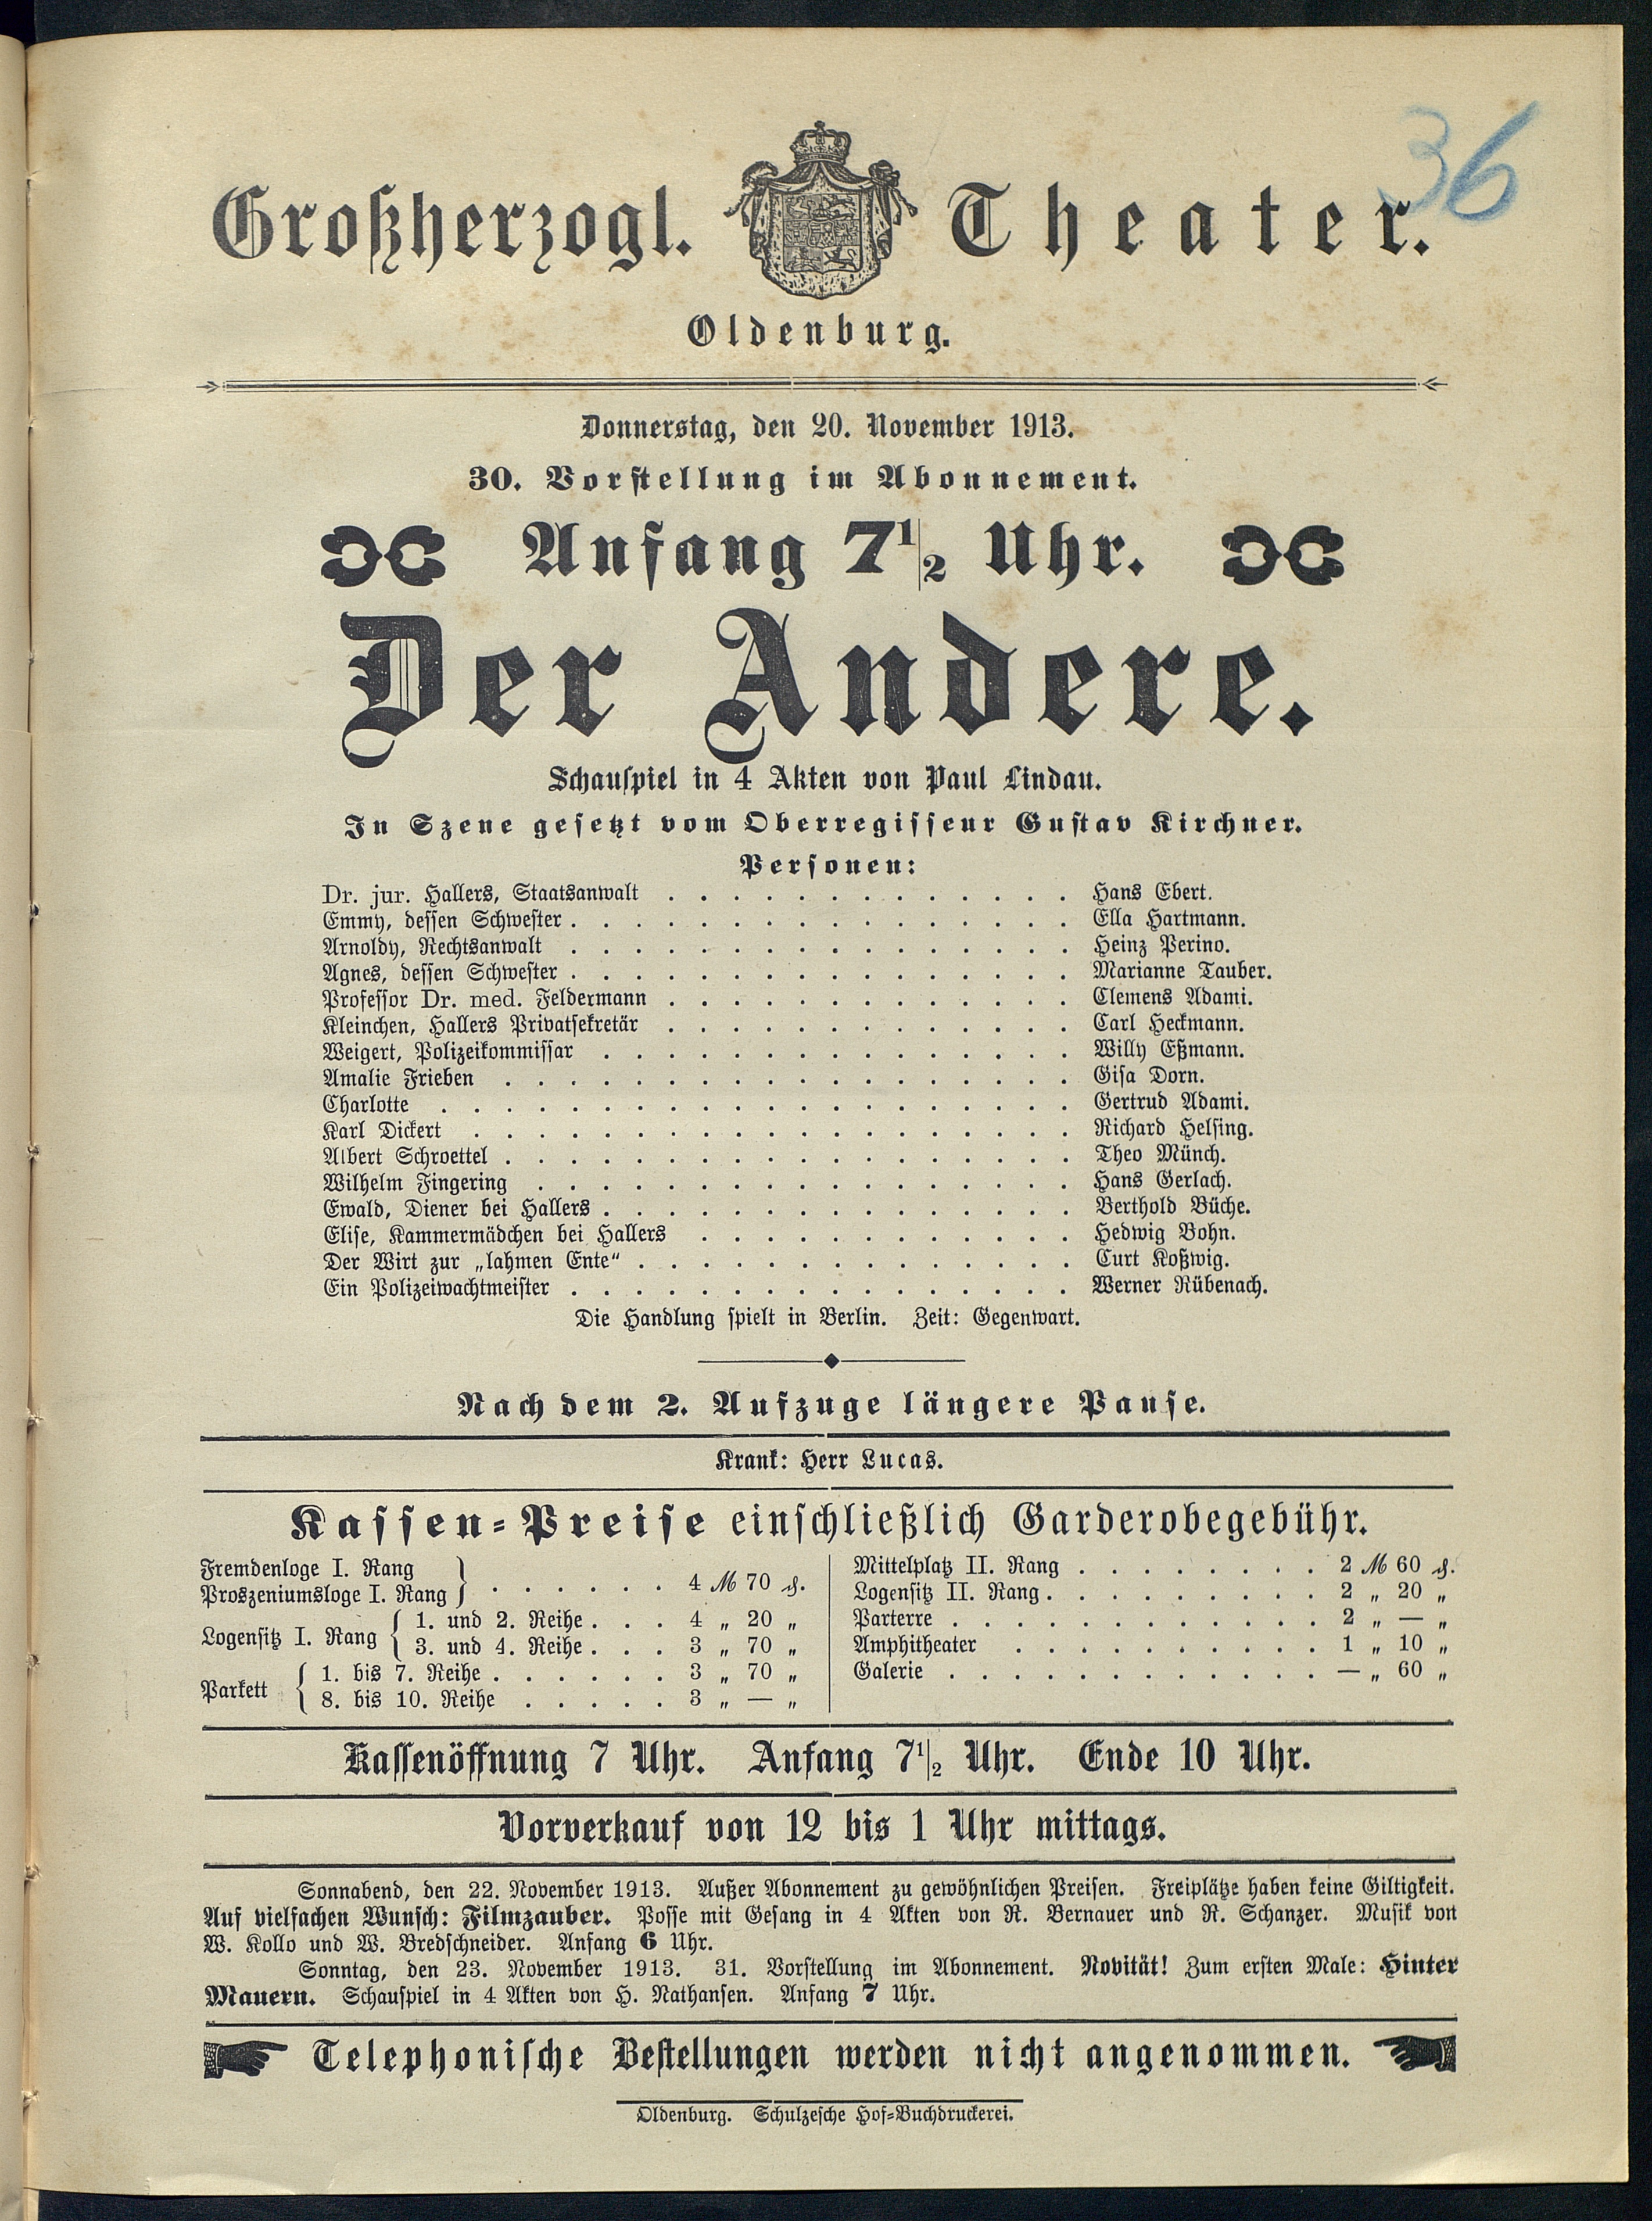 36
Großherzogl. Theater.
Oldenburg.
Donnerstag, den 20. November 1913.
30. Vorstellung im Abonnement.
Anfang 7½ Uhr.
Der Andere.
Schauspiel in 4 Akten von Paul Lindau.
In Szene gesetzt vom Oberregisseur Gustav Kirchner.
Personen:
Dr. jur. Hallers, Staatsanwalt . . . . . . . . . . . . . Hans Ebert.
Emmy, dessen Schwester . . . . . . . . . . . . . . . . Ella Hartmann.
Arnoldy, Rechtsanwalt . . . . . . . . . . . . . . . . Heinz Perino.
Agnes, dessen Schwester . . . . . . . . . . . . . . . . Marianne Tauber.
Professor Dr. med. Feldermann . . . . . . . . . . . . . Clemens Adami.
Kleinchen, Hallers Privatsekretär . . . . . . . . . . . . . Carl Heckmann.
Weigert, Polizeikommissar . . . . . . . . . . . . . . . Willy Eßmann.
Amalie Frieben . . . . . . . . . . . . . . . . . . Gisa Dorn.
Charlotte . . . . . . . . . . . . . . . . . . . . Gertrud Adami.
Karl Dickert . . . . . . . . . . . . . . . . . . . Richard Helsing.
Albert Schroettel . . . . . . . . . . . . . . . . . . Theo Münch.
Wilhelm Fingering . . . . . . . . . . . . . . . . . Hans Gerlach.
Ewald, Diener bei Hallers . . . . . . . . . . . . . . . Berthold Büche.
Elise, Kammermädchen bei Hallers . . . . . . . . . . . . Hedwig Bohn.
Der Wirt zur „lahmen Ente“ . . . . . . . . . . . . . . Curt Koßwig.
Ein Polizeiwachtmeister . . . . . . . . . . . . . . . . Werner Rübenach.
Die Handlung spielt in Berlin. Zeit: Gegenwart.
Nach dem 2. Aufzuge längere Pause.
Krank: Herr Lucas.
Kassen-Preise einschließlich Garderobegebühr.
Fremdenloge I. Rang
Proszeniumsloge I. Rang } . . . . . . 4 ℳ 70 ₰.
Logensitz I. Rang { 1. und 2. Reihe . . . 4 „ 20 „
3. und 4. Reihe . . . 3 „ 70 „
Parkett { 1. bis 7. Reihe . . . . . . 3 „ 70 „
8. bis 10. Reihe . . . . . 3 „ — „
Mittelplatz II. Rang . . . . . . . . 2 ℳ 60 ₰.
Logensitz II. Rang . . . . . . . . . 2 „ 20 „
Parterre . . . . . . . . . . . . 2 „ — „
Amphitheater . . . . . . . . . . 1 „ 10 „
Galerie . . . . . . . . . . . . — „ 60 „
Kassenöffnung 7 Uhr. Anfang 7½ Uhr. Ende 10 Uhr.
Vorverkauf von 12 bis 1 Uhr mittags.
Sonnabend, den 22. November 1913. Außer Abonnement zu gewöhnlichen Preisen. Freiplätze haben keine Giltigkeit.
Auf vielfachen Wunsch: Filmzauber. Posse mit Gesang in 4 Akten von R. Bernauer und R. Schanzer. Musik von
W. Kollo und W. Bredschneider. Anfang 6 Uhr.
Sonntag, den 23. November 1913. 31. Vorstellung im Abonnement. Novität! Zum ersten Male: Hinter
Mauern. Schauspiel in 4 Akten von H. Nathansen. Anfang 7 Uhr.
Telephonische Bestellungen werden nicht angenommen.
Oldenburg. Schulzesche Hof-Buchdruckerei.